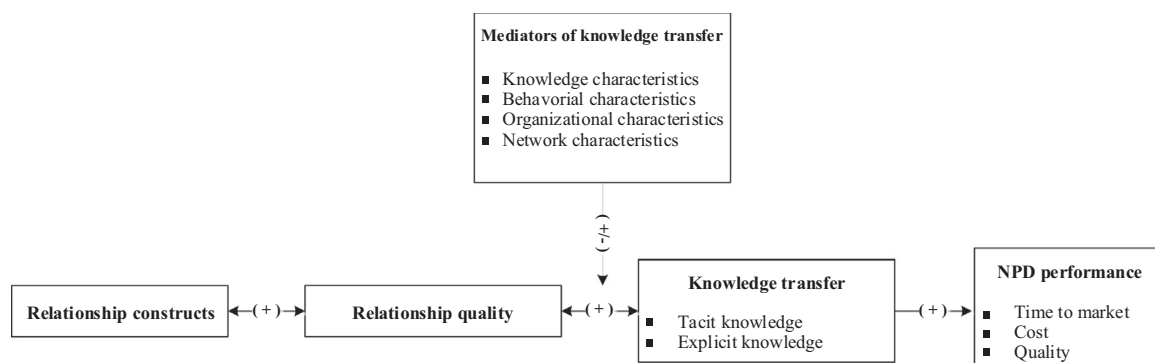 Mediators of knowledge transfer
■ Knowledge characteristics
■ Behavorial characteristics
■ Organizational characteristics
■ Network characteristics
(-/+)
Relationship constructs
(+)
Relationship quality
(+)
Knowledge transfer
■ Tacit knowledge
■ Explicit knowledge
(+)
NPD performance
■ Time to market
■ Cost
■ Quality